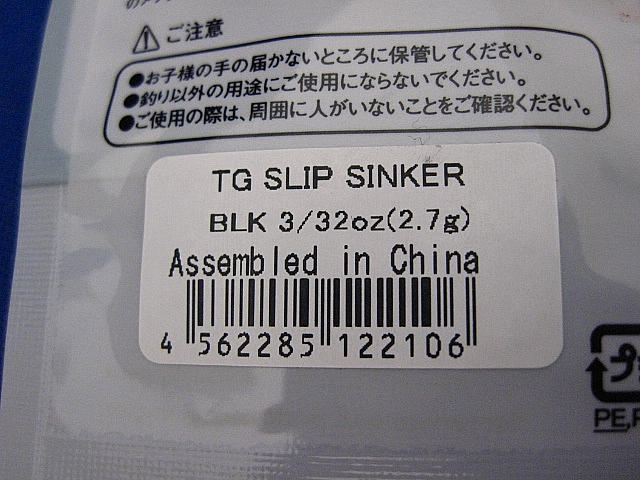 ⚠ご注意
●お子様の手の届かないところに保管してください。
●釣り以外の用途にご使用にならないでください。
●ご使用の際は、周囲に人がいないことをご確認ください。
TG SLIP SINKER
BLK 3/32oz(2.7g)
Assembled in China
4 562285 122106
プ
PE,